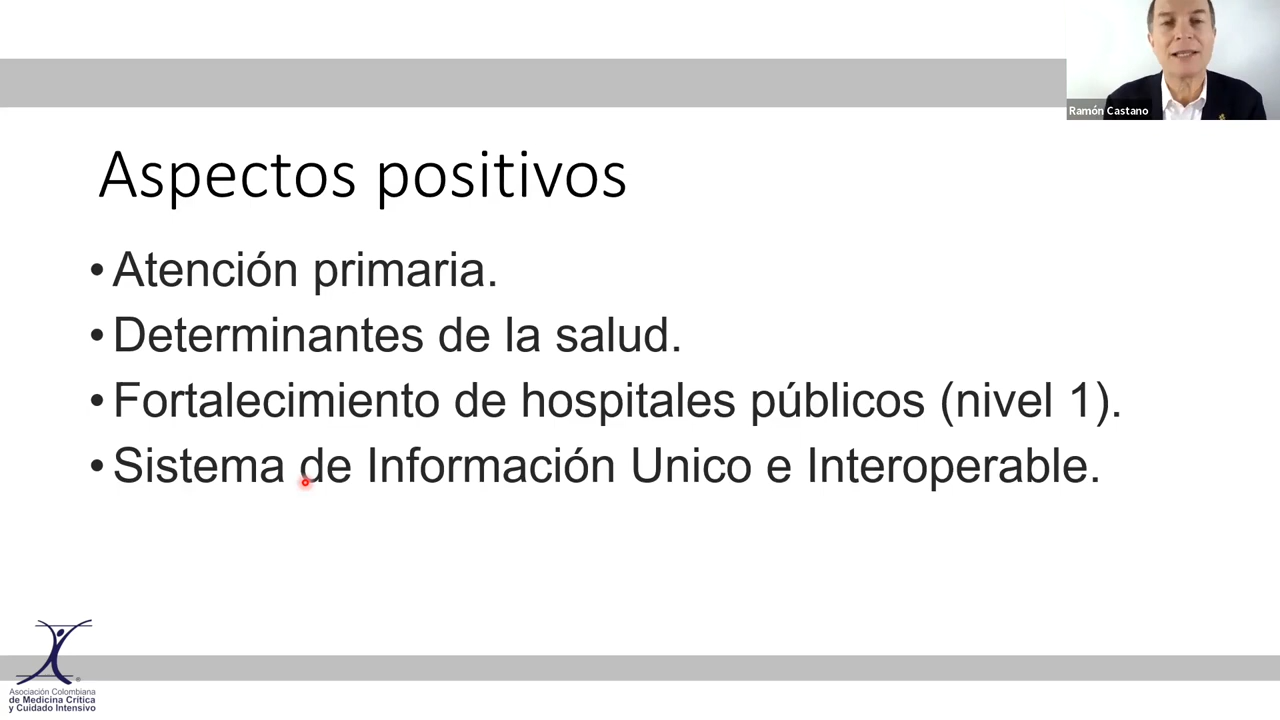 Ramón Castano
Aspectos positivos
• Atención primaria.
• Determinantes de la salud.
• Fortalecimiento de hospitales públicos (nivel 1).
• Sistema de Información Unico e Interoperable.
Asociación Colombiana
de Medicina Crítica
y Cuidado Intensivo